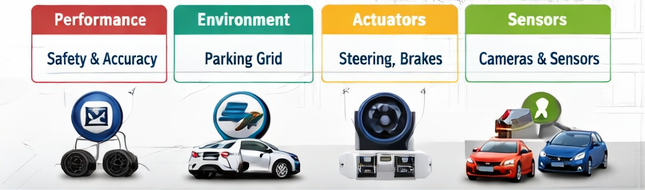 Performance
Safety & Accuracy
Environment
Parking Grid
Actuators
Steering, Brakes
Sensors
Cameras & Sensors